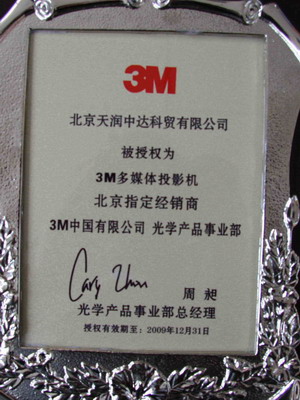 3M
北京天润中达科贸有限公司
被授权为
3M多媒体投影机
北京指定经销商
3M中国有限公司 光学产品事业部
Cary Zhou 周 昶
光学产品事业部总经理
授权有效期至：2009年12月31日